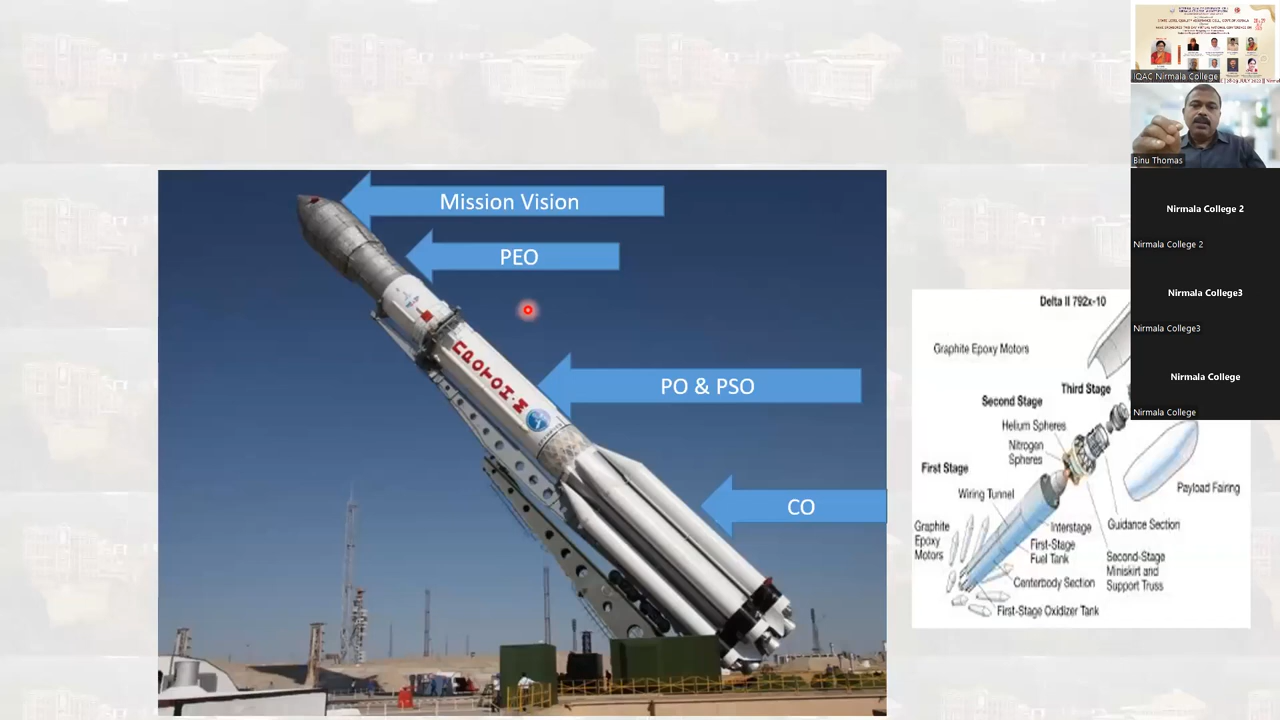 Mission Vision
PEO
PO & PSO
CO
ПРОТОН-М
Delta II 792x-10
Graphite Epoxy Motors
Third Stage
Second Stage
Helium Spheres
Nitrogen
Spheres
First Stage
Wiring Tunnel
Payload Fairing
Graphite
Epoxy
Motors
Interstage
Guidance Section
First-Stage
Fuel Tank
Second-Stage
Miniskirt and
Support Truss
Centerbody Section
First-Stage Oxidizer Tank
IQAC Nirmala College
Binu Thomas
Nirmala College 2
Nirmala College 2
Nirmala College3
Nirmala College3
Nirmala College
Nirmala College